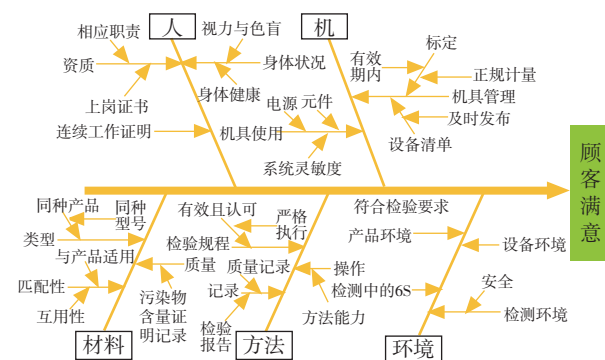 人
机
相应职责
视力与色盲
标定
资质
身体状况
有效
期内
正规计量
上岗证书
身体健康
电源
元件
机具管理
及时发布
连续工作证明
机具使用
设备清单
系统灵敏度
顾客满意
同种产品
同种
型号
有效且认可
严格
执行
符合检验要求
类型
检验规程
产品环境
设备环境
与产品适用
质量
质量记录
操作
匹配性
记录
检测中的6S
安全
互用性
污染物
含量证
明记录
检验
报告
方法能力
检测环境
材料
方法
环境